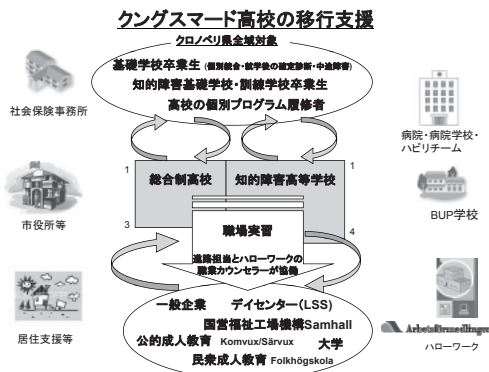 クングスマード高校の移行支援
クロノベリ県全域対象
基礎学校卒業生 (個別統合・就学後の確定診断・中途障害)
知的障害基礎学校・訓練学校卒業生
高校の個別プログラム履修者
社会保険事務所
病院・病院学校・
ハビリチーム
1
総合制高校
知的障害高等学校
1
市役所等
BUP学校
3
職場実習
4
進路担当とハローワークの
職業カウンセラーが協働
一般企業 デイセンター(LSS)
国営福祉工場機構Samhall
公的成人教育 Komvux/Särvux 大学
民衆成人教育 Folkhögskola
居住支援等
Arbetsförmedlingen
ハローワーク